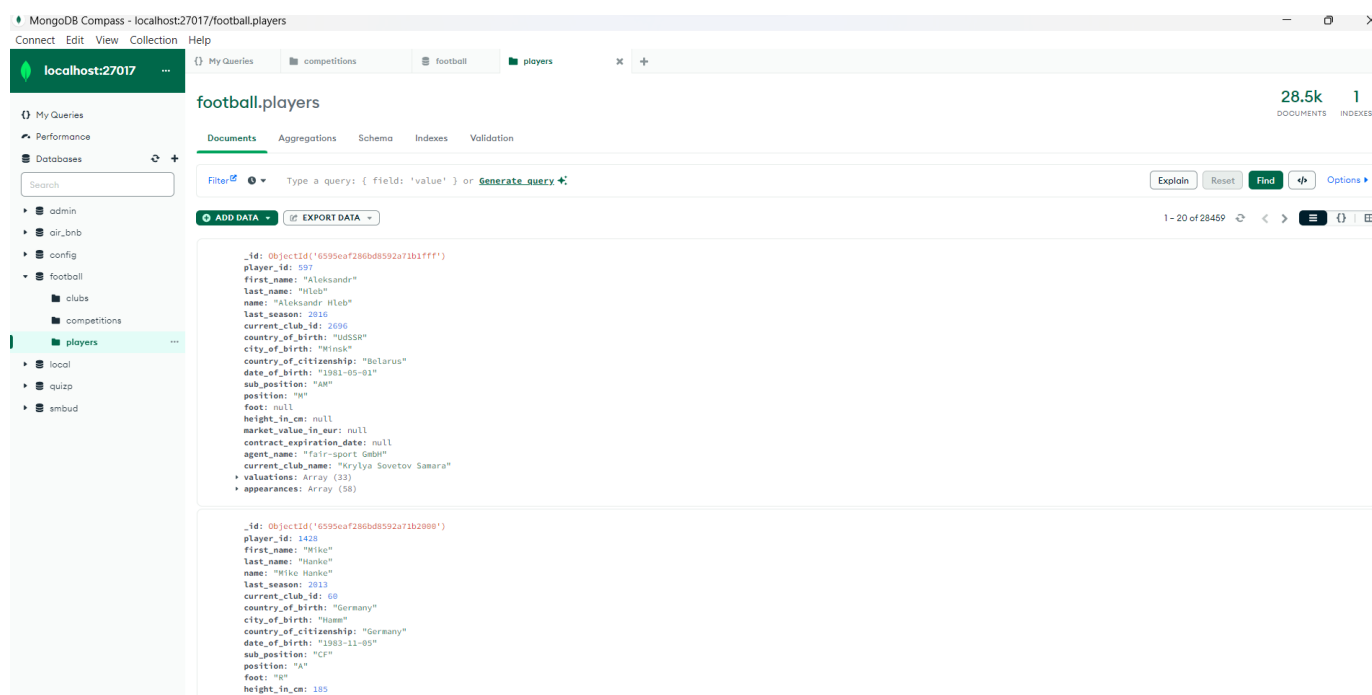 MongoDB Compass - localhost:27017/football.players
Connect Edit View Collection Help
localhost:27017 ...
{} My Queries
competitions
football
players
football.players
28.5k
DOCUMENTS
1
INDEXES
{} My Queries
Performance
Databases
Search
admin
air_bnb
config
football
clubs
competitions
players ...
local
quizp
smbud
Documents Aggregations Schema Indexes Validation
Filter Type a query: { field: 'value' } or Generate query
Explain Reset Find </> Options
ADD DATA EXPORT DATA 1 – 20 of 28459 {}
_id: ObjectId('6595eaf286bd8592a71b1fff')
player_id: 597
first_name: "Aleksandr"
last_name: "Hleb"
name: "Aleksandr Hleb"
last_season: 2016
current_club_id: 2696
country_of_birth: "UdSSR"
city_of_birth: "Minsk"
country_of_citizenship: "Belarus"
date_of_birth: "1981-05-01"
sub_position: "AM"
position: "M"
foot: null
height_in_cm: null
market_value_in_eur: null
contract_expiration_date: null
agent_name: "fair-sport GmbH"
current_club_name: "Krylya Sovetov Samara"
valuations: Array (33)
appearances: Array (58)
_id: ObjectId('6595eaf286bd8592a71b2000')
player_id: 1428
first_name: "Mike"
last_name: "Hanke"
name: "Mike Hanke"
last_season: 2013
current_club_id: 60
country_of_birth: "Germany"
city_of_birth: "Hamm"
country_of_citizenship: "Germany"
date_of_birth: "1983-11-05"
sub_position: "CF"
position: "A"
foot: "R"
height_in_cm: 185